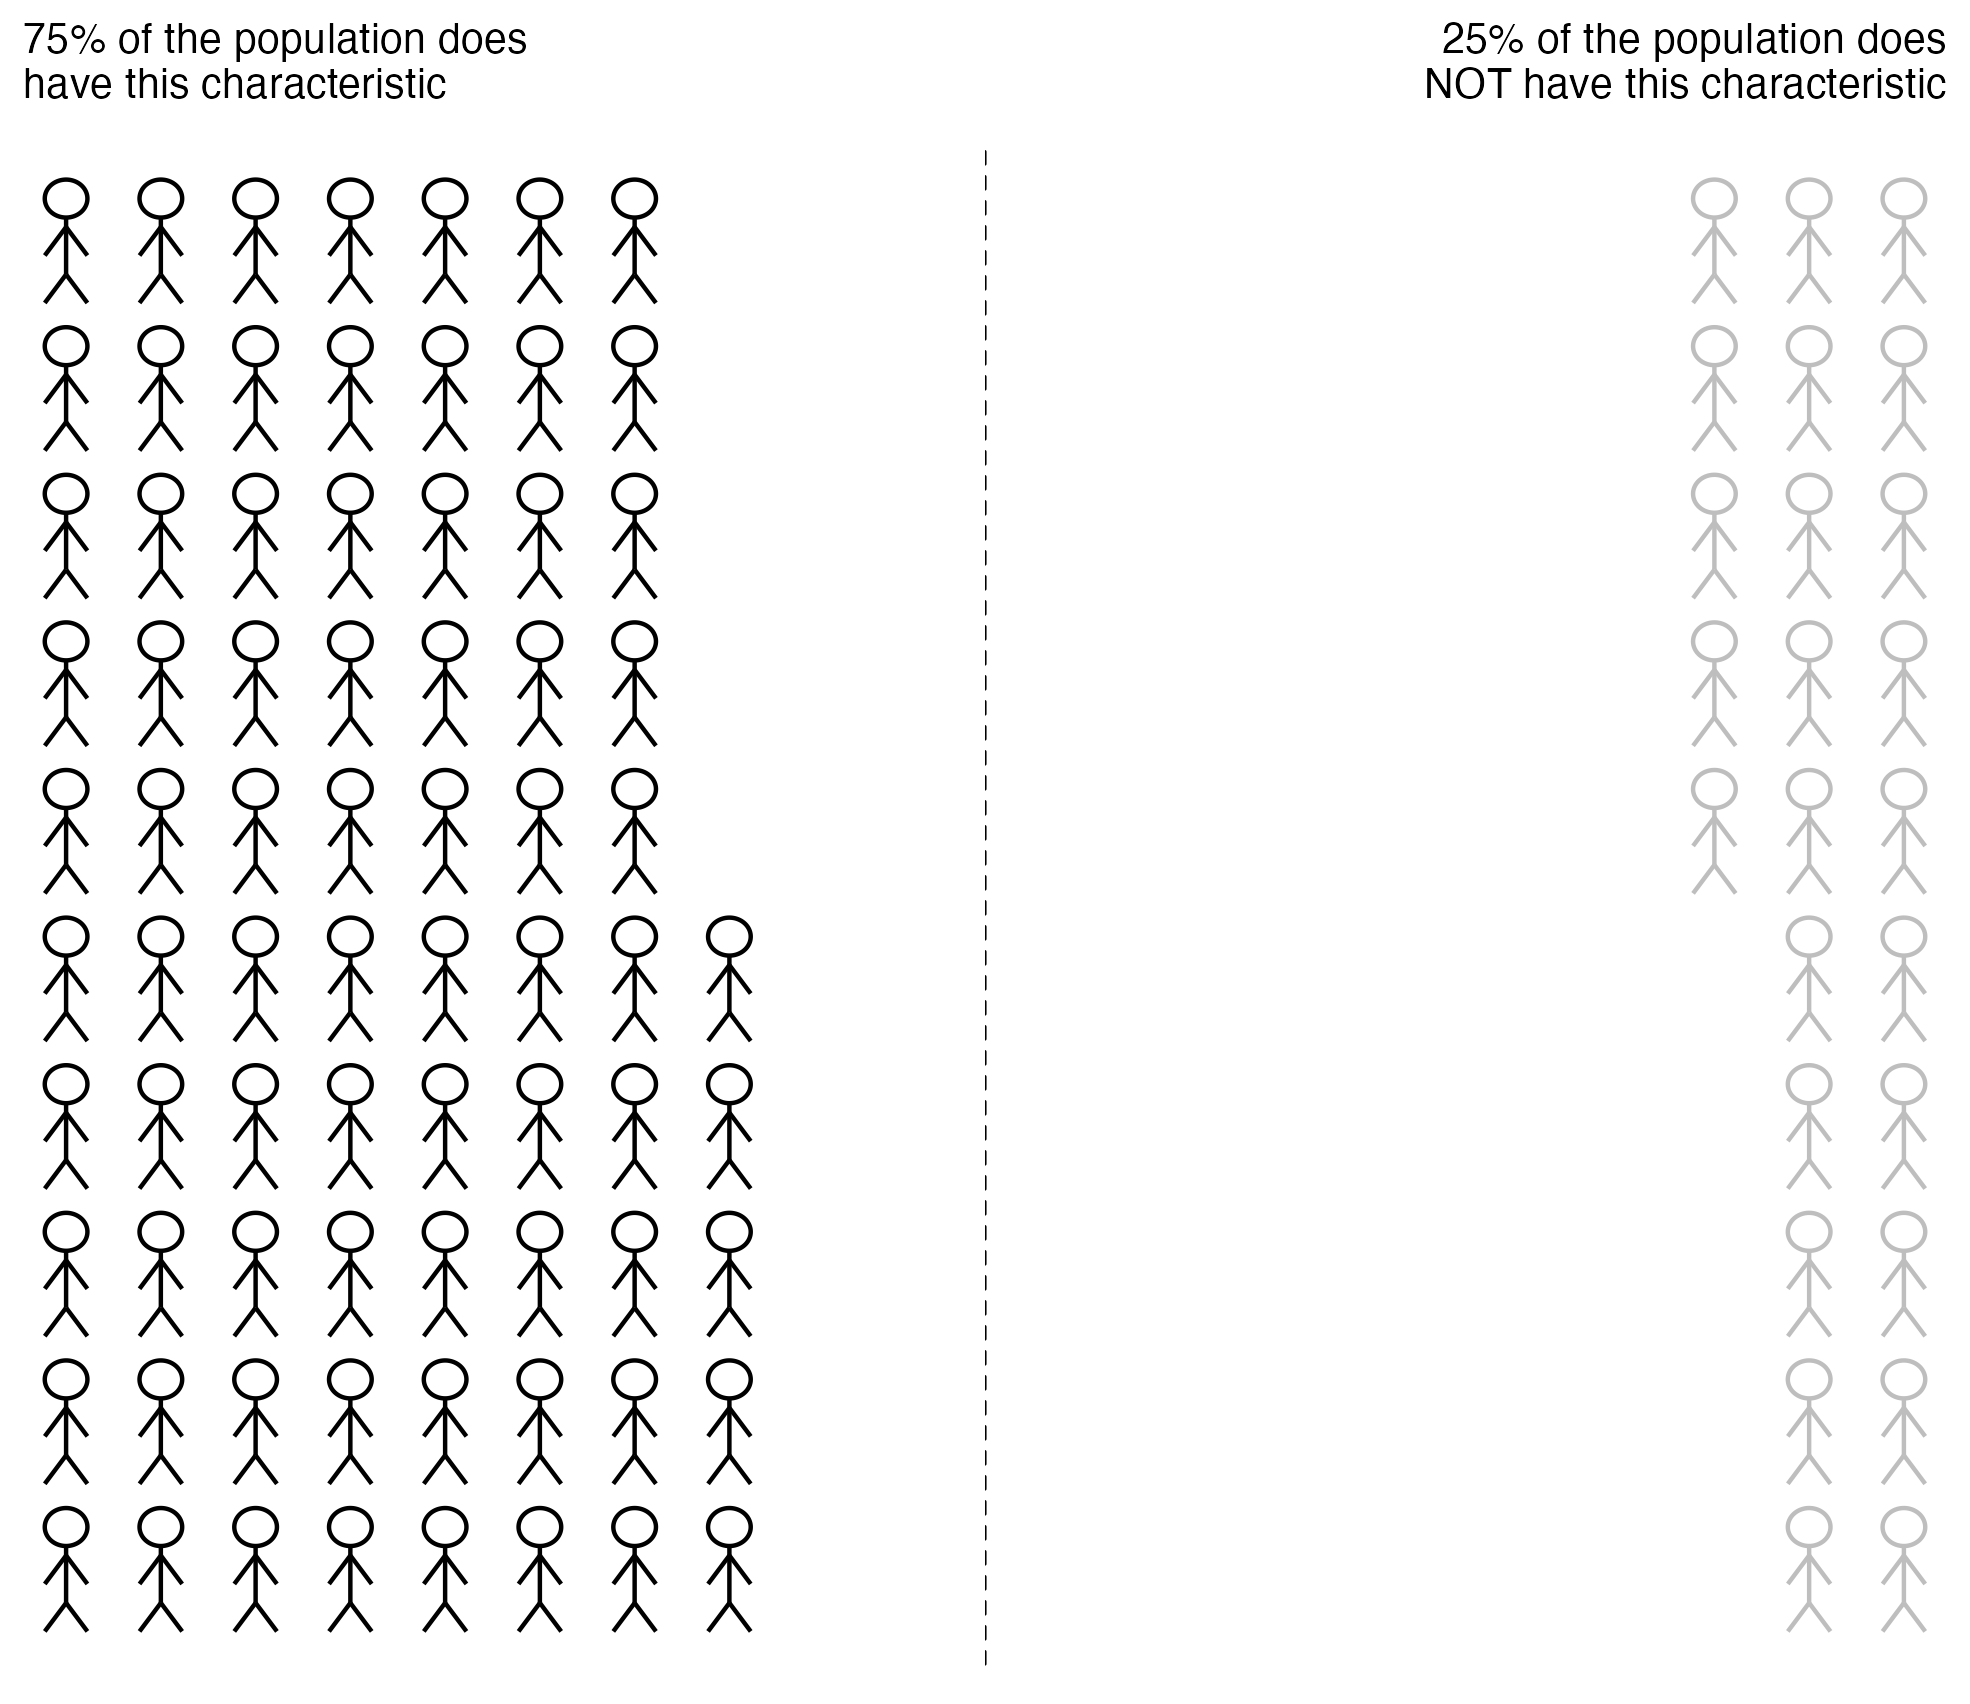 75% of the population does
have this characteristic
25% of the population does
NOT have this characteristic